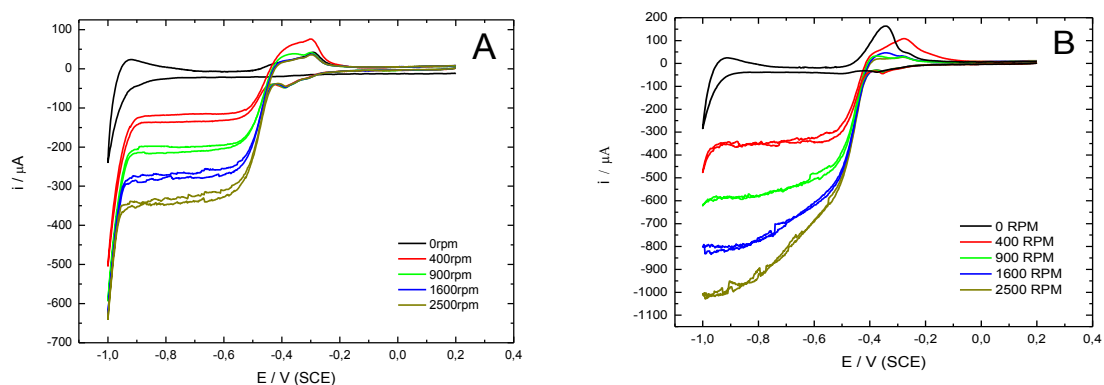 A
i / µA
100
0
-100
-200
-300
-400
-500
-600
-700
-1,0
-0,8
-0,6
-0,4
-0,2
0,0
0,2
0,4
E / V (SCE)
0rpm
400rpm
900rpm
1600rpm
2500rpm
B
i / µA
200
100
0
-100
-200
-300
-400
-500
-600
-700
-800
-900
-1000
-1100
-1,0
-0,8
-0,6
-0,4
-0,2
0,0
0,2
0,4
E / V (SCE)
0 RPM
400 RPM
900 RPM
1600 RPM
2500 RPM